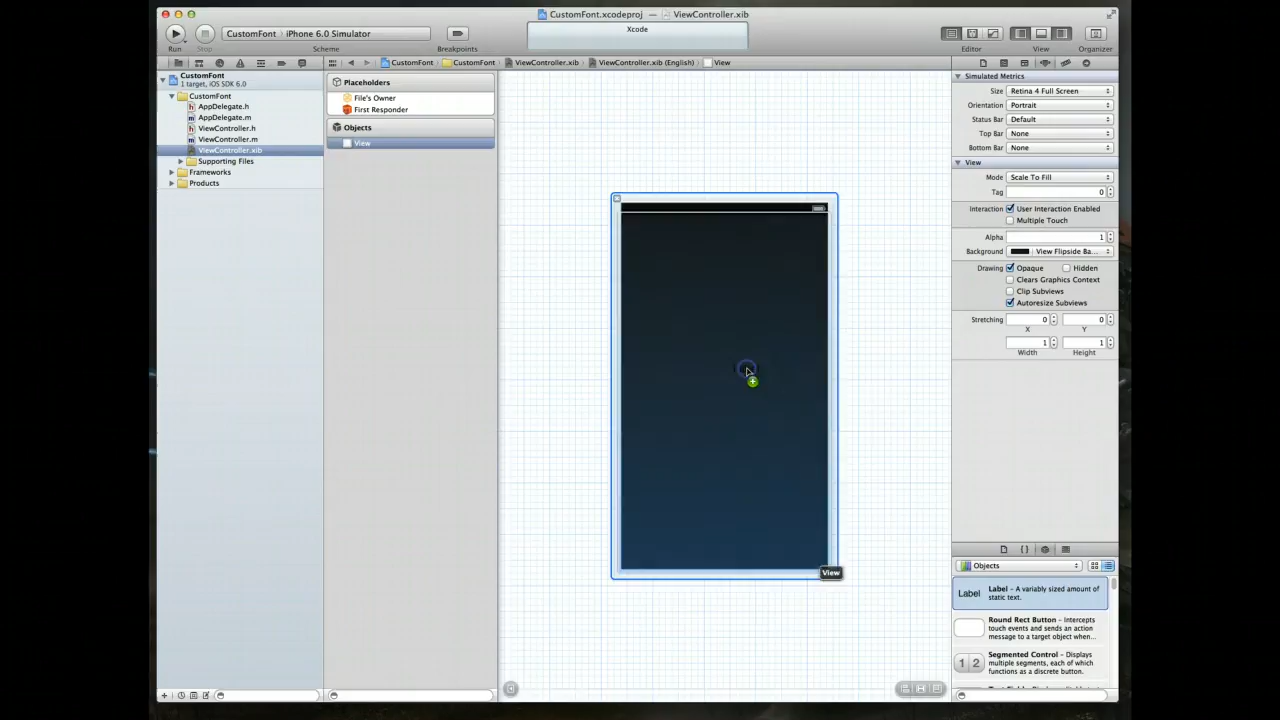 CustomFont.xcodeproj — ViewController.xib
Run
Stop
CustomFont › iPhone 6.0 Simulator
Scheme
Breakpoints
Xcode
Editor
View
Organizer
CustomFont
CustomFont
ViewController.xib
ViewController.xib (English)
View
CustomFont
1 target, iOS SDK 6.0
CustomFont
AppDelegate.h
AppDelegate.m
ViewController.h
ViewController.m
ViewController.xib
Supporting Files
Frameworks
Products
Placeholders
File's Owner
First Responder
Objects
View
View
Simulated Metrics
Size Retina 4 Full Screen
Orientation Portrait
Status Bar Default
Top Bar None
Bottom Bar None
View
Mode Scale To Fill
Tag 0
Interaction User Interaction Enabled
Multiple Touch
Alpha 1
Background View Flipside Ba...
Drawing Opaque Hidden
Clears Graphics Context
Clip Subviews
Autoresize Subviews
Stretching 0 0
X Y
1 1
Width Height
Objects
Label
Label – A variably sized amount of
static text.
Round Rect Button – Intercepts
touch events and sends an action
message to a target object when...
1 2
Segmented Control – Displays
multiple segments, each of which
functions as a discrete button.